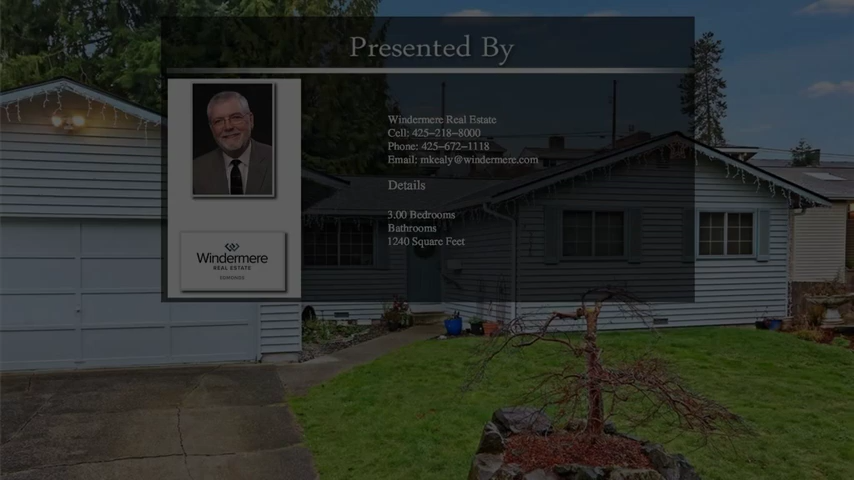 Presented By
Windermere Real Estate
Cell: 425-218-8000
Phone: 425-672-1118
Email: mkealy@windermere.com
Details
3.00 Bedrooms
Bathrooms
1240 Square Feet
Windermere
REAL ESTATE
EDMONDS